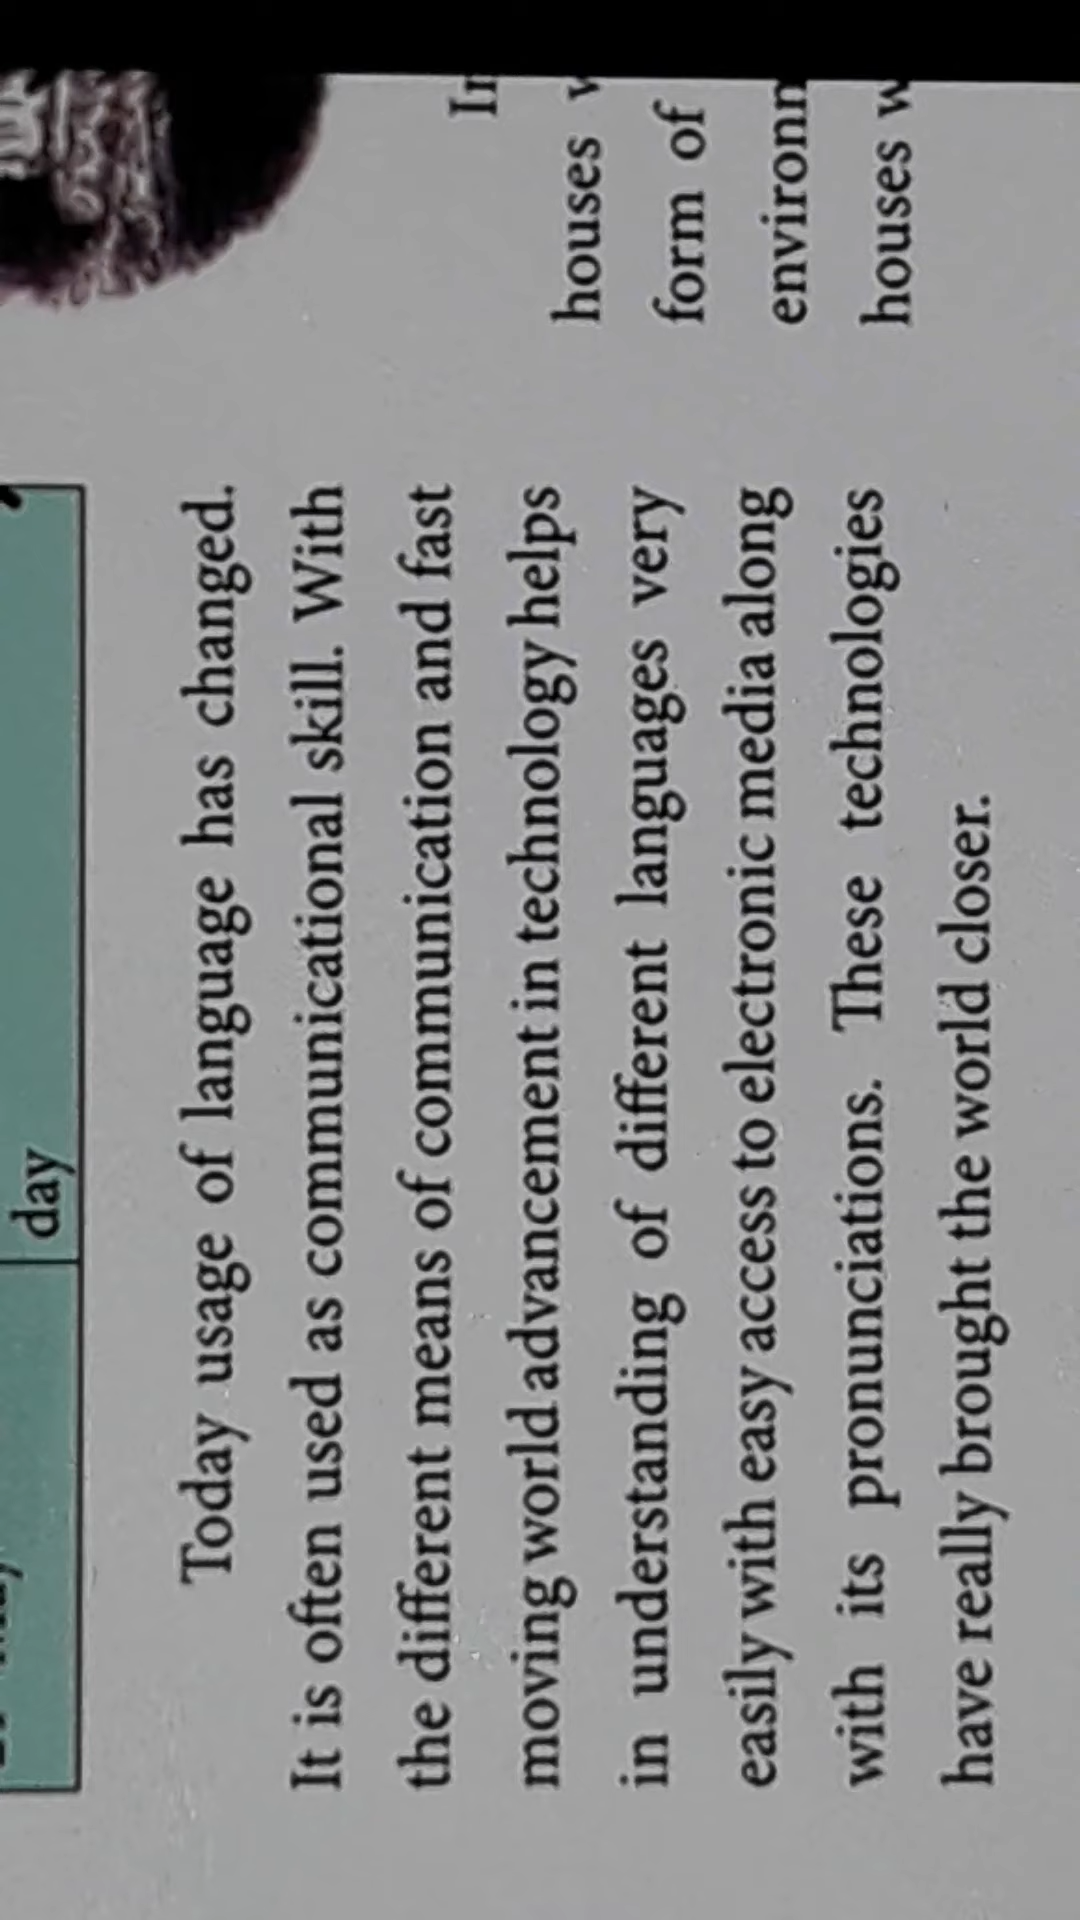 day
Today usage of language has changed.
It is often used as communicational skill. With
the different means of communication and fast
moving world advancement in technology helps
in understanding of different languages very
easily with easy access to electronic media along
with its pronunciations. These technologies
have really brought the world closer.
houses
form of
houses